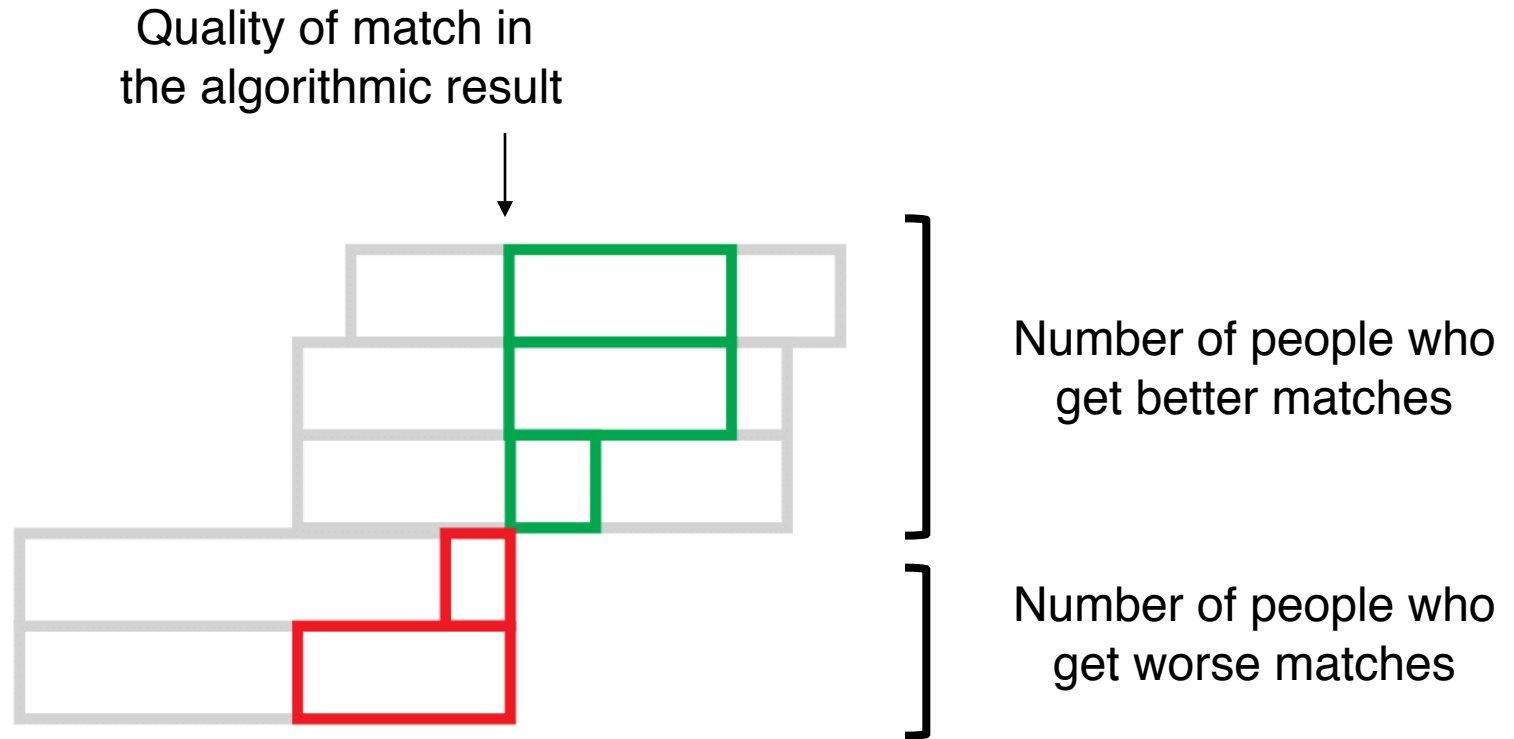 Quality of match in
the algorithmic result
Number of people who
get better matches
Number of people who
get worse matches